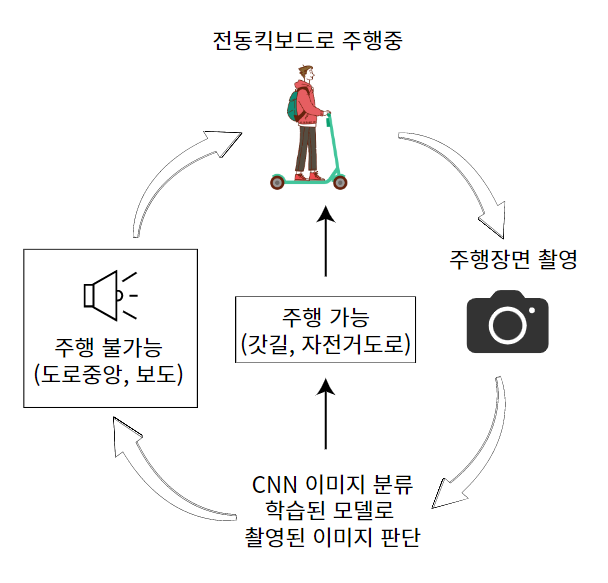 전동킥보드로 주행중
주행장면 촬영
주행 불가능
(도로중앙, 보도)
주행 가능
(갓길, 자전거도로)
CNN 이미지 분류
학습된 모델로
촬영된 이미지 판단